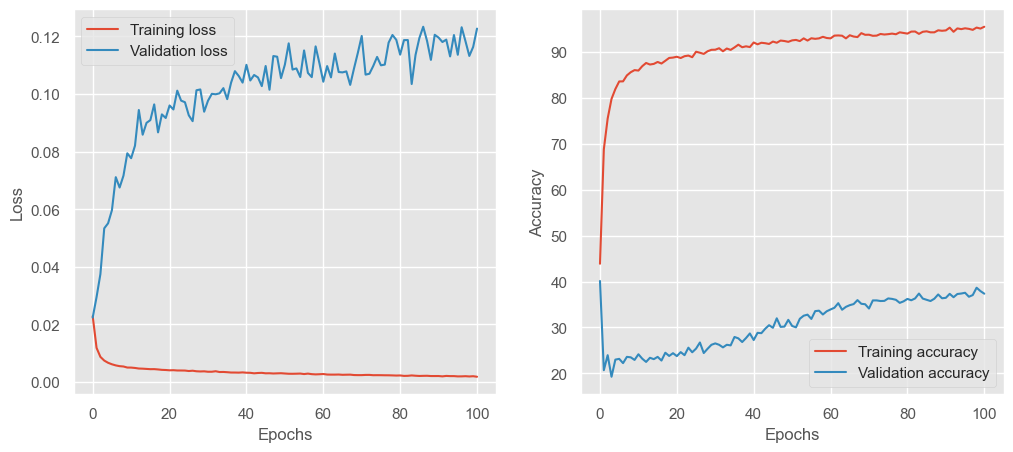 Training loss
Validation loss
0.12
0.10
0.08
0.06
0.04
0.02
0.00
Loss
0 20 40 60 80 100
Epochs
90
80
70
60
50
40
30
20
Accuracy
Training accuracy
Validation accuracy
0 20 40 60 80 100
Epochs